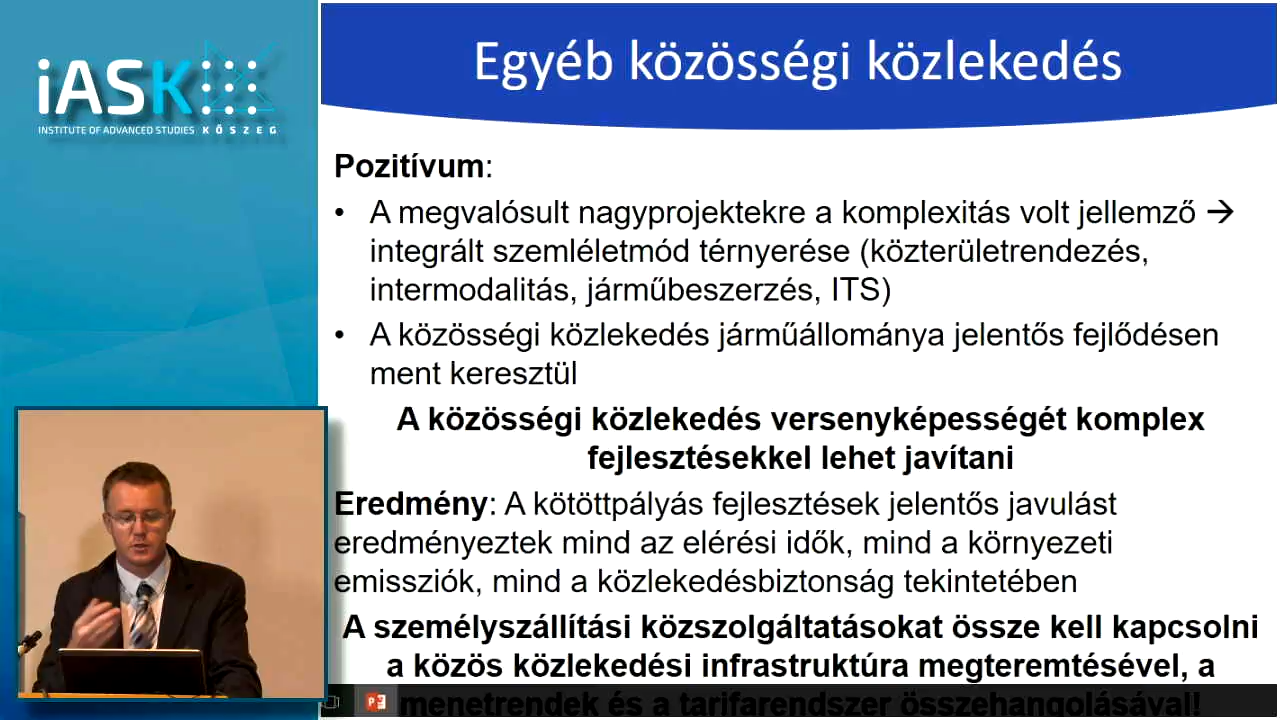 iASK
INSTITUTE OF ADVANCED STUDIES KŐSZEG
Egyéb közösségi közlekedés
Pozitívum:
• A megvalósult nagyprojektekre a komplexitás volt jellemző →
integrált szemléletmód térnyerése (közterületrendezés,
intermodalitás, járműbeszerzés, ITS)
• A közösségi közlekedés járműállománya jelentős fejlődésen
ment keresztül
A közösségi közlekedés versenyképességét komplex
fejlesztésekkel lehet javítani
Eredmény: A kötöttpályás fejlesztések jelentős javulást
eredményeztek mind az elérési idők, mind a környezeti
emissziók, mind a közlekedésbiztonság tekintetében
A személyszállítási közszolgáltatásokat össze kell kapcsolni
a közös közlekedési infrastruktúra megteremtésével, a
menetrendek és a tarifarendszer összehangolásával!